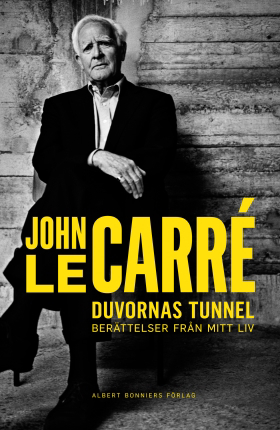 JOHN
LE CARRÉ
DUVORNAS TUNNEL
BERÄTTELSER FRÅN MITT LIV
ALBERT BONNIERS FÖRLAG